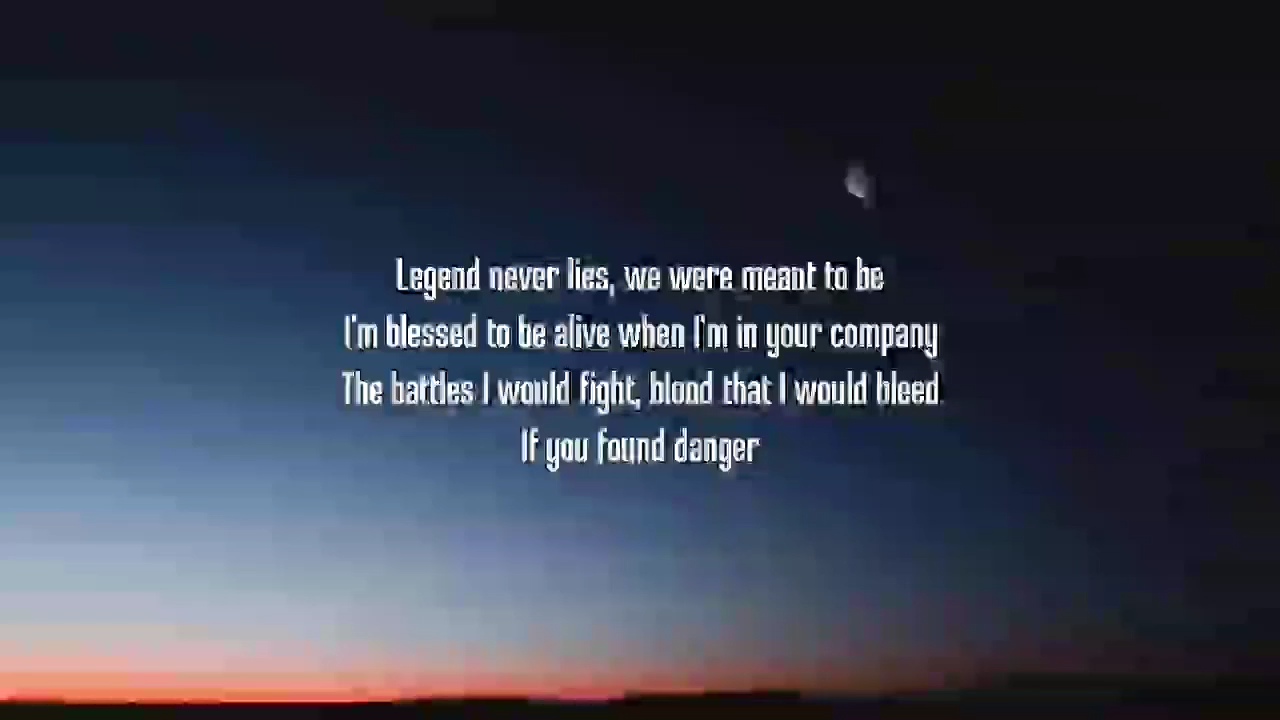 Legend never lies, we were meant to be
I'm blessed to be alive when I'm in your company
The battles I would fight, blood that I would bleed
If you found danger